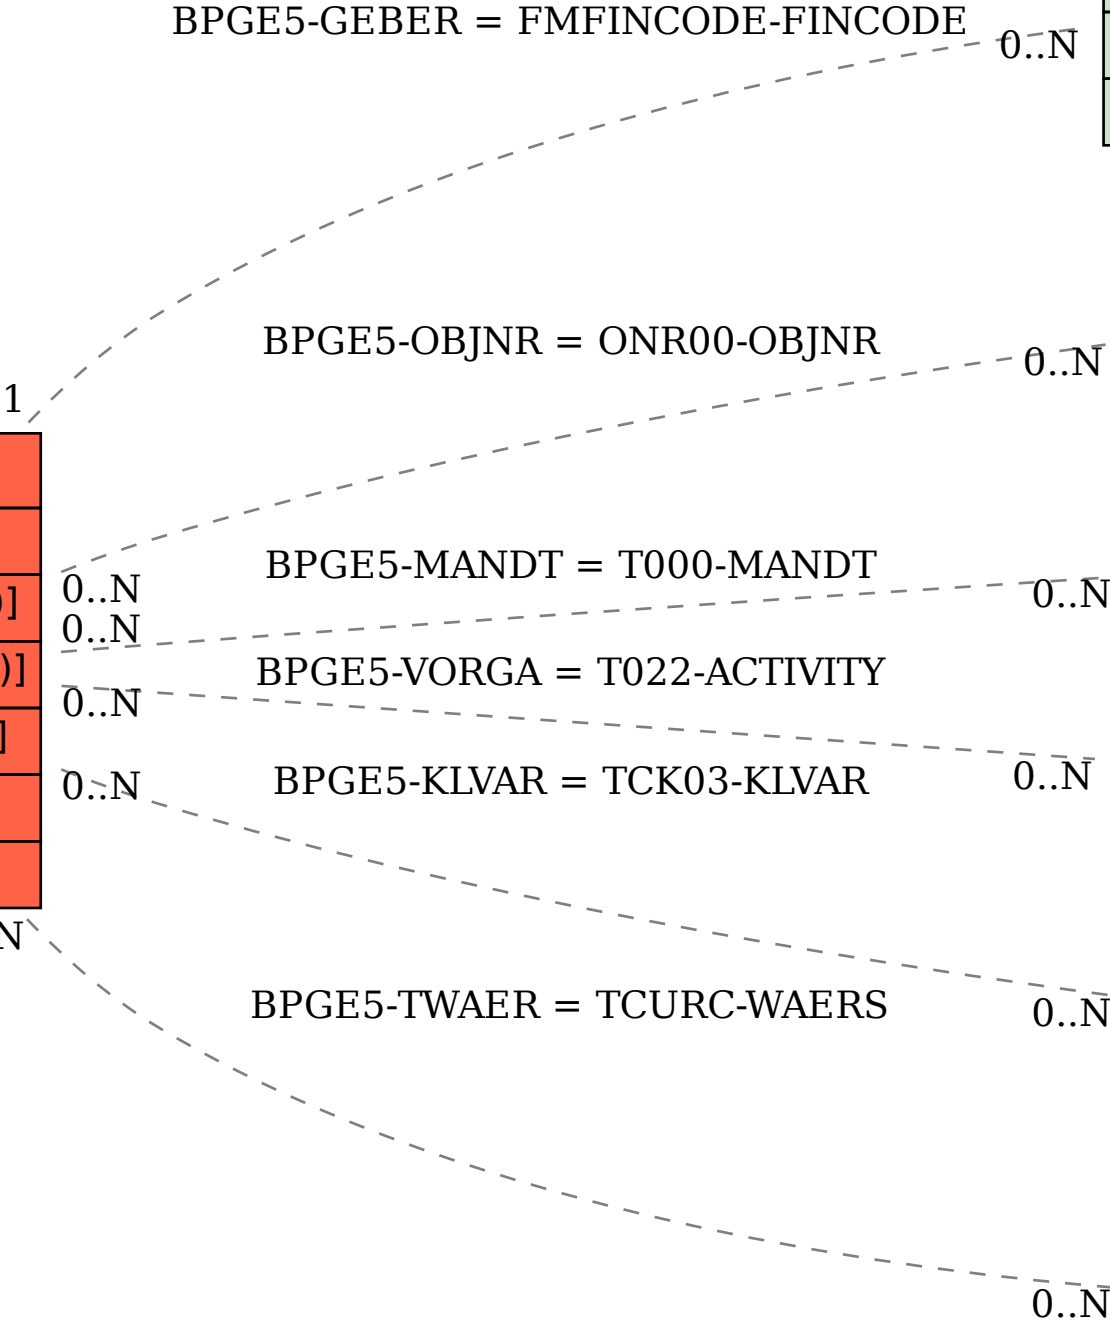 BPGE5-GEBER = FMFINCODE-FINCODE
0..N
BPGE5-OBJNR = ONR00-OBJNR
0..N
1
BPGE5-MANDT = T000-MANDT
0..N
0..N
)]
0..N
BPGE5-VORGA = T022-ACTIVITY
)]
0..N
]
BPGE5-KLVAR = TCK03-KLVAR
0..N
0..N
N
BPGE5-TWAER = TCURC-WAERS
0..N
0..N